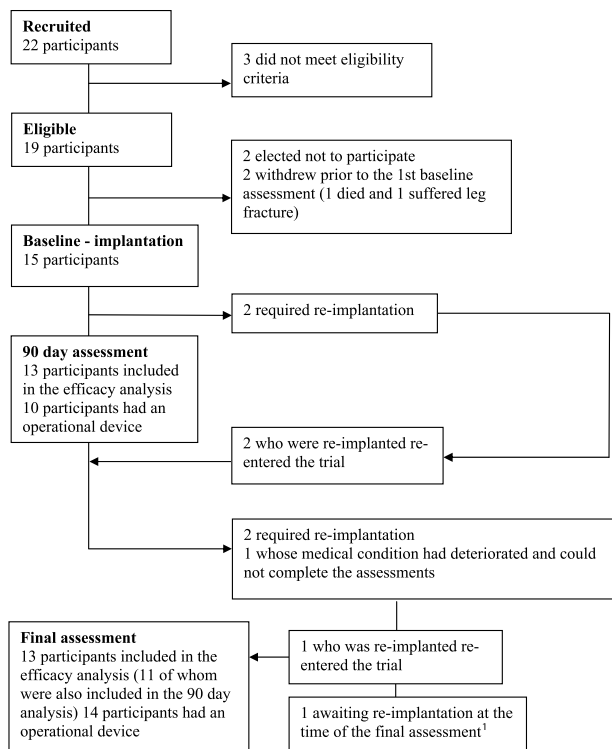 Recruited
22 participants
3 did not meet eligibility
criteria
Eligible
19 participants
2 elected not to participate
2 withdrew prior to the 1st baseline
assessment (1 died and 1 suffered leg
fracture)
Baseline - implantation
15 participants
2 required re-implantation
90 day assessment
13 participants included
in the efficacy analysis
10 participants had an
operational device
2 who were re-implanted re-
entered the trial
2 required re-implantation
1 whose medical condition had deteriorated and could
not complete the assessments
Final assessment
13 participants included in the
efficacy analysis (11 of whom
were also included in the 90 day
analysis) 14 participants had an
operational device
1 who was re-implanted re-
entered the trial
1 awaiting re-implantation at the
time of the final assessment¹